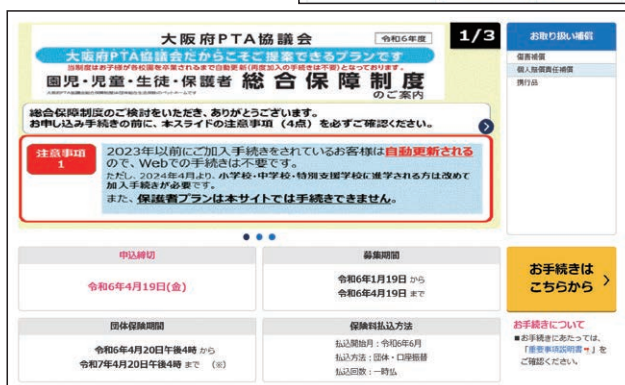 大阪府PTA協議会
令和6年度
1/3
大阪府PTA協議会だからこそご提案できるプランです
当制度はお子様が各校園を卒業されるまで自動更新(再度加入の手続きは不要)となっております。
園児・児童・生徒・保護者 総合保障制度
のご案内
総合保障制度のご検討をいただき、ありがとうございます。
お申し込み手続きの前に、本スライドの注意事項(4点)を必ずご確認ください。
注意事項
1
2023年以前にご加入手続きをされているお客様は自動更新される
ので、Webでの手続きは不要です。
ただし、2024年4月より、小学校・中学校・特別支援学校に進学される方は改めて
加入手続きが必要です。
また、保護者プランは本サイトでは手続きできません。
お取り扱い補償
傷害補償
個人賠償責任補償
携行品
申込締切
令和6年4月19日(金)
募集期間
令和6年1月19日 から
令和6年4月19日 まで
お手続きは
こちらから
団体保険期間
令和6年4月20日午後4時 から
令和7年4月20日午後4時 まで (※)
保険料払込方法
払込開始月:令和6年6月
払込方法:団体・口座振替
払込回数:一時払
お手続きについて
■お手続きにあたっては、
「重要事項説明書」を
ご確認ください。